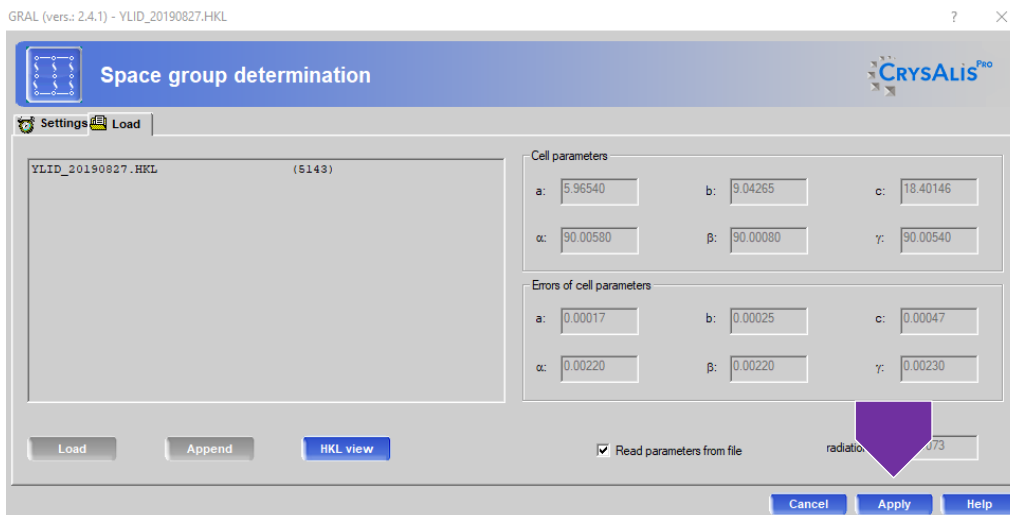 GRAL (vers.: 2.4.1) - YLID_20190827.HKL
Space group determination
CRYSALIS PRO
Settings Load
YLID_20190827.HKL (5143)
Cell parameters
a: 5.96540 b: 9.04265 c: 18.40146
α: 90.00580 β: 90.00080 γ: 90.00540
Errors of cell parameters
a: 0.00017 b: 0.00025 c: 0.00047
α: 0.00220 β: 0.00220 γ: 0.00230
Load Append HKL view Read parameters from file
Cancel Apply Help